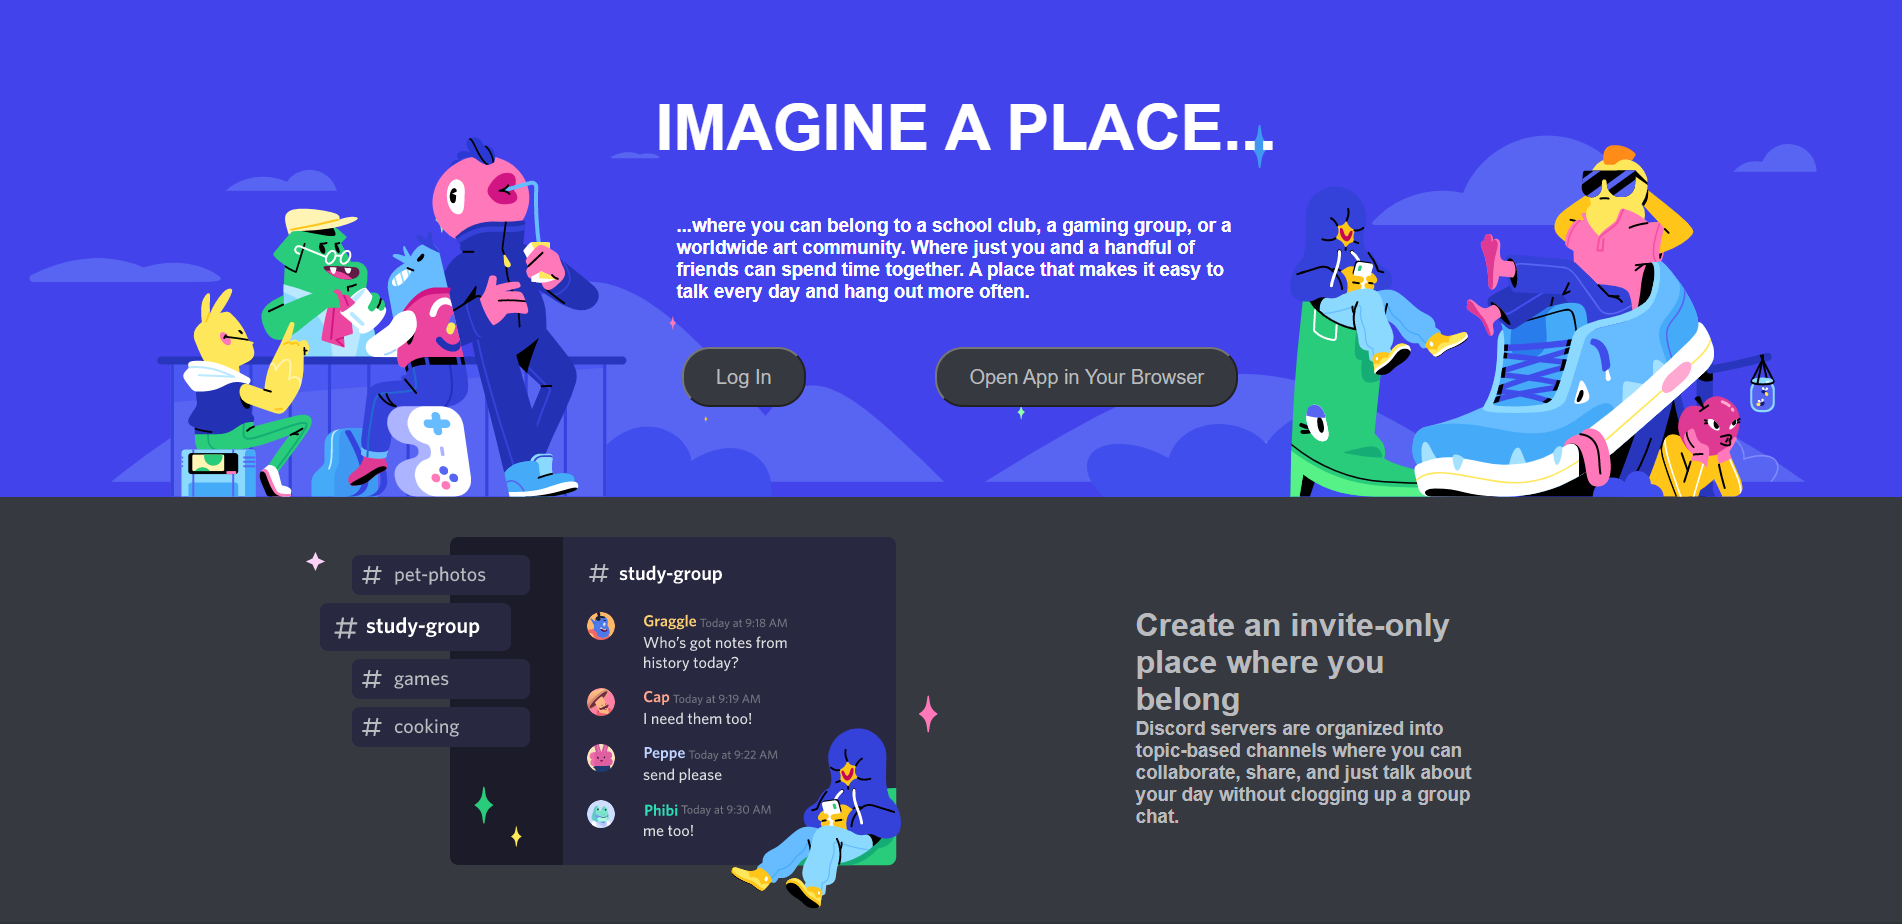 IMAGINE A PLACE...
...where you can belong to a school club, a gaming group, or a
worldwide art community. Where just you and a handful of
friends can spend time together. A place that makes it easy to
talk every day and hang out more often.
Log In
Open App in Your Browser
# pet-photos
# study-group
# games
# cooking
# study-group
Graggle Today at 9:18 AM
Who's got notes from
history today?
Cap Today at 9:19 AM
I need them too!
Peppe Today at 9:22 AM
send please
Phibi Today at 9:30 AM
me too!
Create an invite-only
place where you
belong
Discord servers are organized into
topic-based channels where you can
collaborate, share, and just talk about
your day without clogging up a group
chat.